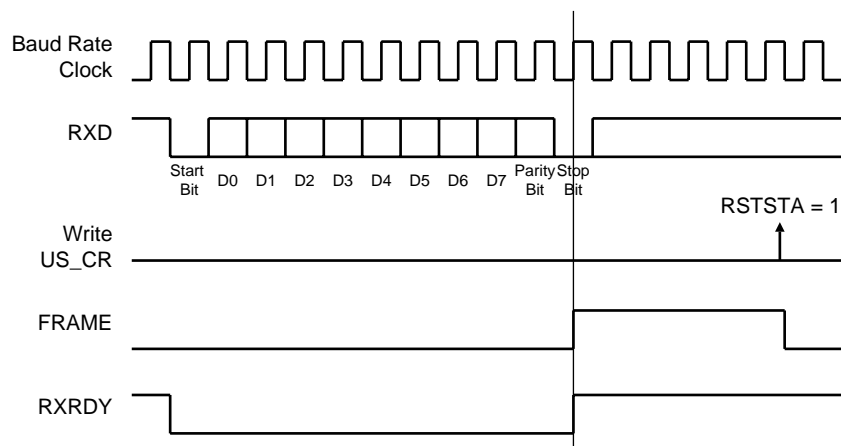 Baud Rate
Clock
RXD
Start
Bit
D0
D1
D2
D3
D4
D5
D6
D7
Parity
Bit
Stop
Bit
RSTSTA = 1
Write
US_CR
FRAME
RXRDY